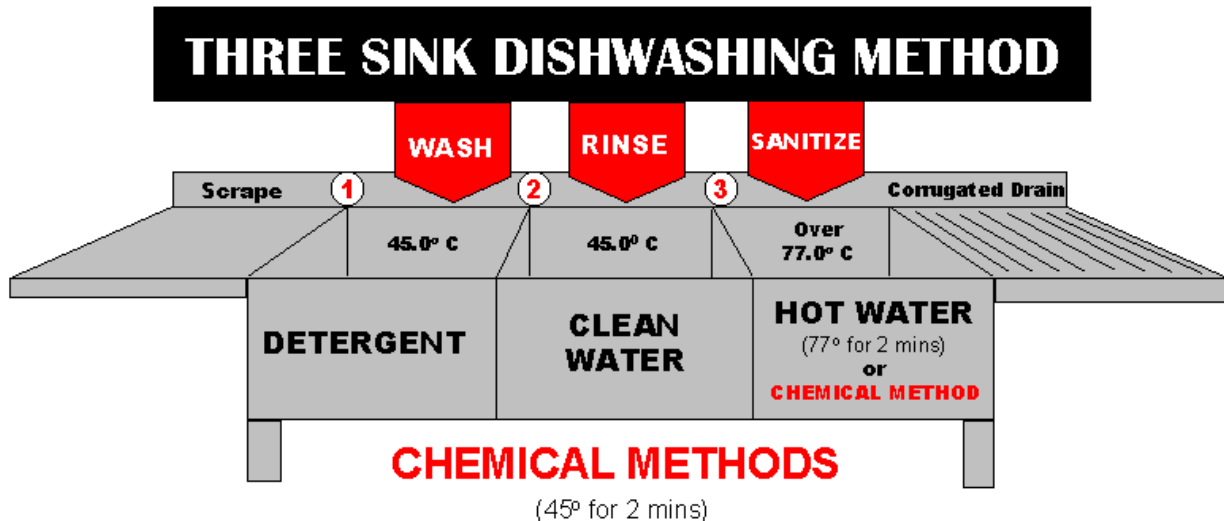 THREE SINK DISHWASHING METHOD
WASH
RINSE
SANITIZE
Scrape
1
2
3
Corrugated Drain
45.0º C
45.0⁰ C
Over
77.0º C
DETERGENT
CLEAN
WATER
HOT WATER
(77º for 2 mins)
or
CHEMICAL METHOD
CHEMICAL METHODS
(45º for 2 mins)